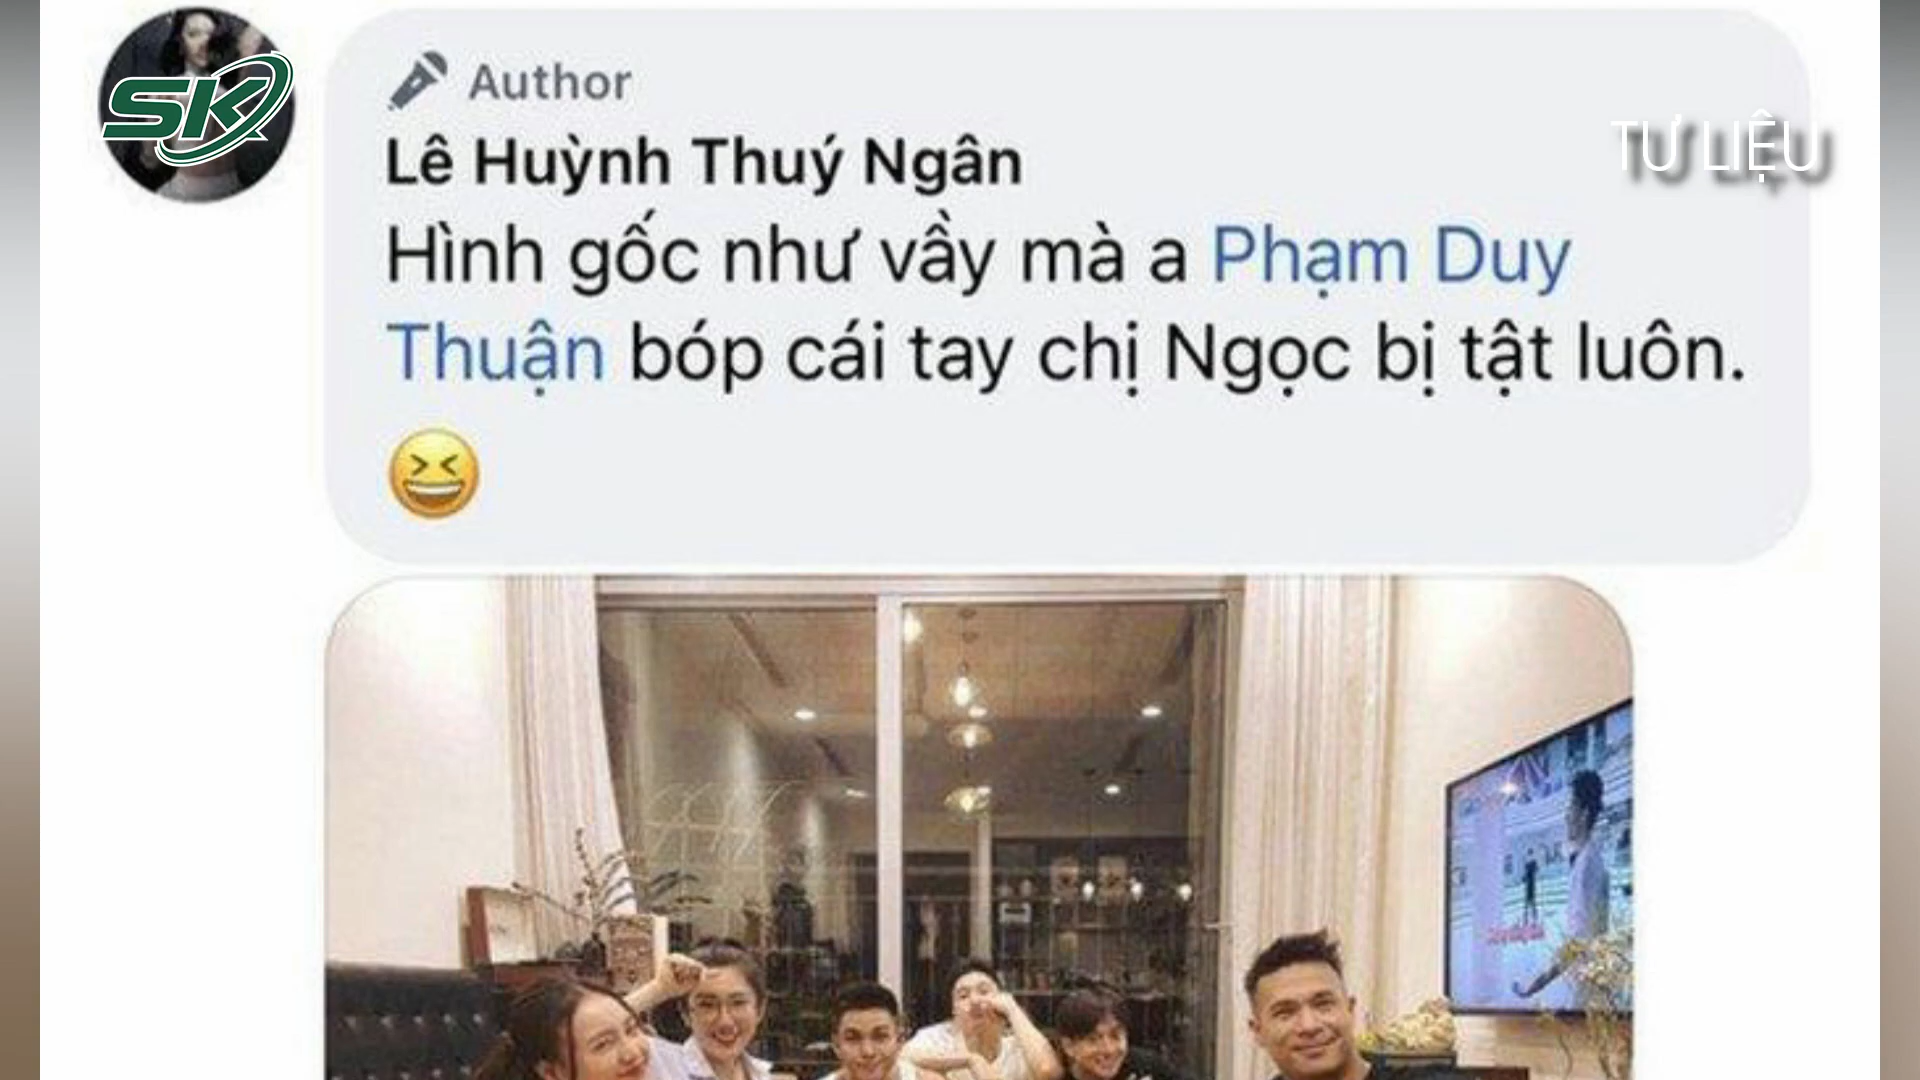 SK
Author
TƯ LIỆU
Lê Huỳnh Thuý Ngân
Hình gốc như vầy mà a Phạm Duy
Thuận bóp cái tay chị Ngọc bị tật luôn.